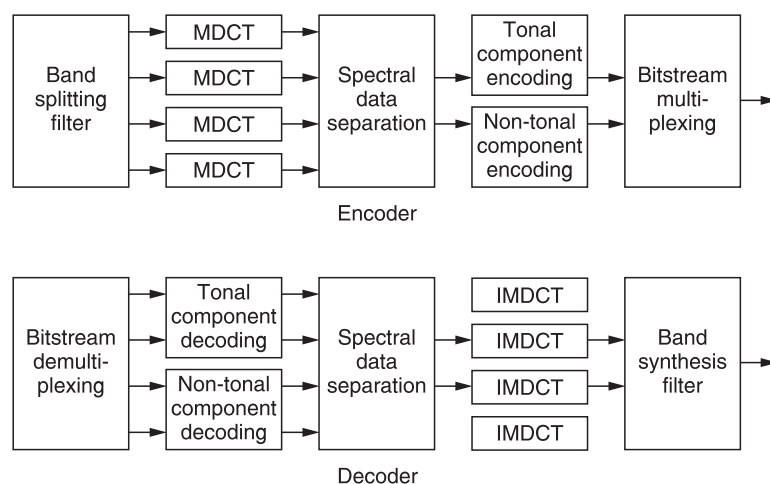 Band
splitting
filter
MDCT
MDCT
MDCT
MDCT
Spectral
data
separation
Tonal
component
encoding
Non-tonal
component
encoding
Bitstream
multi-
plexing
Encoder
Bitstream
demulti-
plexing
Tonal
component
decoding
Non-tonal
component
decoding
Spectral
data
separation
IMDCT
IMDCT
IMDCT
IMDCT
Band
synthesis
filter
Decoder